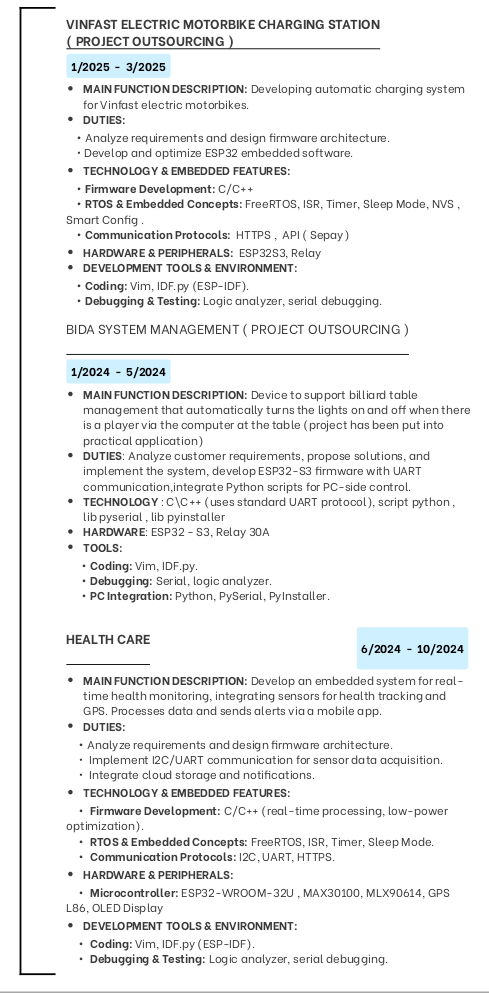 VINFAST ELECTRIC MOTORBIKE CHARGING STATION
( PROJECT OUTSOURCING )
1/2025 - 3/2025
• MAIN FUNCTION DESCRIPTION: Developing automatic charging system
for Vinfast electric motorbikes.
• DUTIES:
• Analyze requirements and design firmware architecture.
• Develop and optimize ESP32 embedded software.
• TECHNOLOGY & EMBEDDED FEATURES:
• Firmware Development: C/C++
• RTOS & Embedded Concepts: FreeRTOS, ISR, Timer, Sleep Mode, NVS ,
Smart Config .
• Communication Protocols: HTTPS , API ( Sepay )
• HARDWARE & PERIPHERALS: ESP32S3, Relay
• DEVELOPMENT TOOLS & ENVIRONMENT:
• Coding: Vim, IDF.py (ESP-IDF).
• Debugging & Testing: Logic analyzer, serial debugging.
BIDA SYSTEM MANAGEMENT ( PROJECT OUTSOURCING )
1/2024 - 5/2024
• MAIN FUNCTION DESCRIPTION: Device to support billiard table
management that automatically turns the lights on and off when there
is a player via the computer at the table (project has been put into
practical application)
• DUTIES: Analyze customer requirements, propose solutions, and
implement the system, develop ESP32-S3 firmware with UART
communication,integrate Python scripts for PC-side control.
• TECHNOLOGY : C\C++ (uses standard UART protocol), script python ,
lib pyserial , lib pyinstaller
• HARDWARE: ESP32 - S3, Relay 30A
• TOOLS:
• Coding: Vim, IDF.py.
• Debugging: Serial, logic analyzer.
• PC Integration: Python, PySerial, PyInstaller.
HEALTH CARE
6/2024 - 10/2024
• MAIN FUNCTION DESCRIPTION: Develop an embedded system for real-
time health monitoring, integrating sensors for health tracking and
GPS. Processes data and sends alerts via a mobile app.
• DUTIES:
• Analyze requirements and design firmware architecture.
• Implement I2C/UART communication for sensor data acquisition.
• Integrate cloud storage and notifications.
• TECHNOLOGY & EMBEDDED FEATURES:
• Firmware Development: C/C++ (real-time processing, low-power
optimization).
• RTOS & Embedded Concepts: FreeRTOS, ISR, Timer, Sleep Mode.
• Communication Protocols: I2C, UART, HTTPS.
• HARDWARE & PERIPHERALS:
• Microcontroller: ESP32-WROOM-32U , MAX30100, MLX90614, GPS
L86, OLED Display
• DEVELOPMENT TOOLS & ENVIRONMENT:
• Coding: Vim, IDF.py (ESP-IDF).
• Debugging & Testing: Logic analyzer, serial debugging.